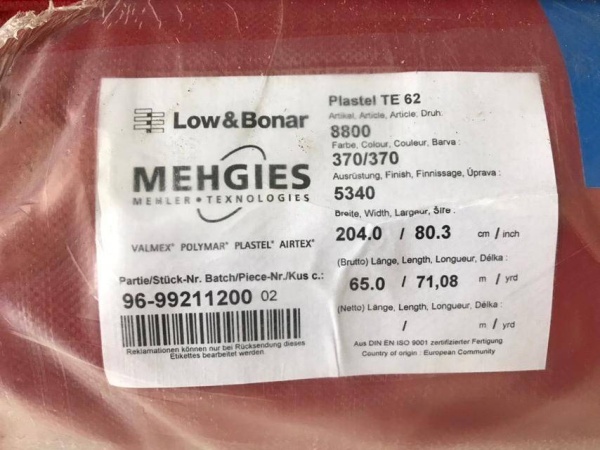 Low&Bonar
MEHGIES
MEHLER • TEXNOLOGIES
VALMEX® POLYMAR® PLASTEL® AIRTEX®
Partie/Stück-Nr. Batch/Piece-Nr./Kus c.:
96-99211200 02
Reklamationen können nur bei Rücksendung dieses
Etikettes bearbeitet werden
Plastel TE 62
Artikel, Article, Article, Druh.
8800
Farbe, Colour, Couleur, Barva :
370/370
Ausrüstung, Finish, Finnissage, Úprava :
5340
Breite, Width, Largeur, Šíře :
204.0 / 80.3 cm / inch
(Brutto) Länge, Length, Longueur, Délka :
65.0 / 71,08 m / yrd
(Netto) Länge, Length, Longueur, Délka :
/ m / yrd
Aus DIN EN ISO 9001 zertifizierter Fertigung
Country of origin : European Community